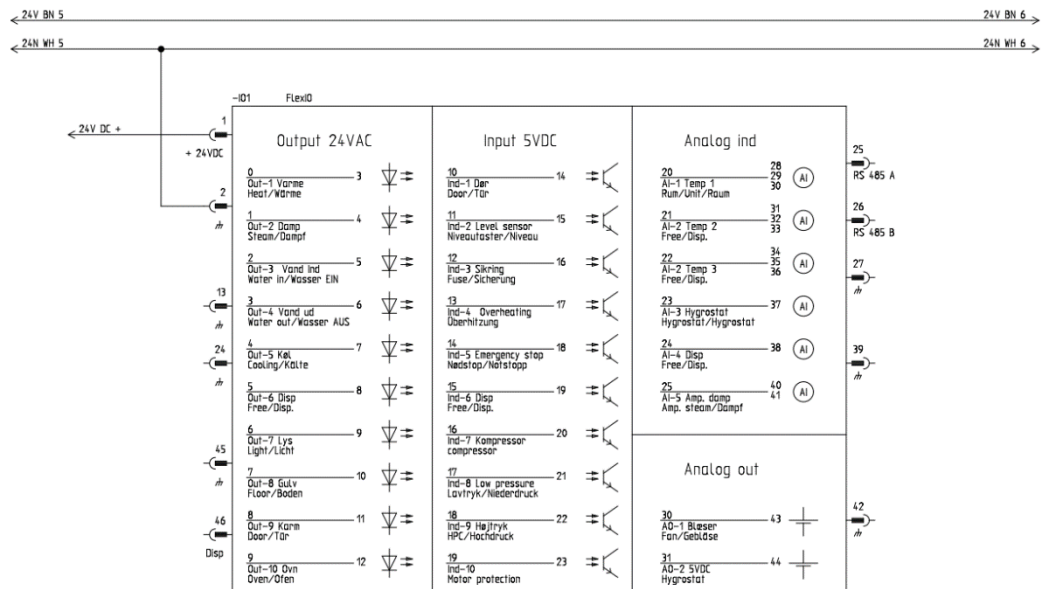 24V BN 5 24V BN 6
24N WH 5 24N WH 6
-IO1 FlexIO
24V DC +
1
+ 24VDC
2
13
24
45
46
Disp
Output 24VAC
0 3
Out-1 Varme
Heat/Wärme
1 4
Out-2 Damp
Steam/Dampf
2 5
Out-3 Vand ind
Water in/Wasser EIN
3 6
Out-4 Vand ud
Water out/Wasser AUS
4 7
Out-5 Køl
Cooling/Kälte
5 8
Out-6 Disp
Free/Disp.
6 9
Out-7 Lys
Light/Licht
7 10
Out-8 Gulv
Floor/Boden
8 11
Out-9 Karm
Door/Tür
9 12
Out-10 Ovn
Oven/Ofen
Input 5VDC
10 14
Ind-1 Dør
Door/Tür
11 15
Ind-2 Level sensor
Niveautaster/Niveau
12 16
Ind-3 Sikring
Fuse/Sicherung
13 17
Ind-4 Overheating
Überhitzung
14 18
Ind-5 Emergency stop
Nødstop/Notstopp
15 19
Ind-6 Disp
Free/Disp.
16 20
Ind-7 Kompressor
compressor
17 21
Ind-8 Low pressure
Lavtryk/Niederdruck
18 22
Ind-9 Højtryk
HPC/Hochdruck
19 23
Ind-10
Motor protection
Analog ind
28
20 29 AI
30
AI-1 Temp 1
Rum/Unit/Raum
31
21 32 AI
33
AI-2 Temp 2
Free/Disp.
34
22 35 AI
36
AI-2 Temp 3
Free/Disp.
23 37 AI
AI-3 Hygrostat
Hygrostat/Hygrostat
24 38 AI
AI-4 Disp
Free/Disp.
25 40 AI
41
AI-5 Amp. damp
Amp. steam/Dampf
Analog out
30 43
AO-1 Blæser
Fan/Gebläse
31 44
AO-2 5VDC
Hygrostat
25
RS 485 A
26
RS 485 B
27
39
42